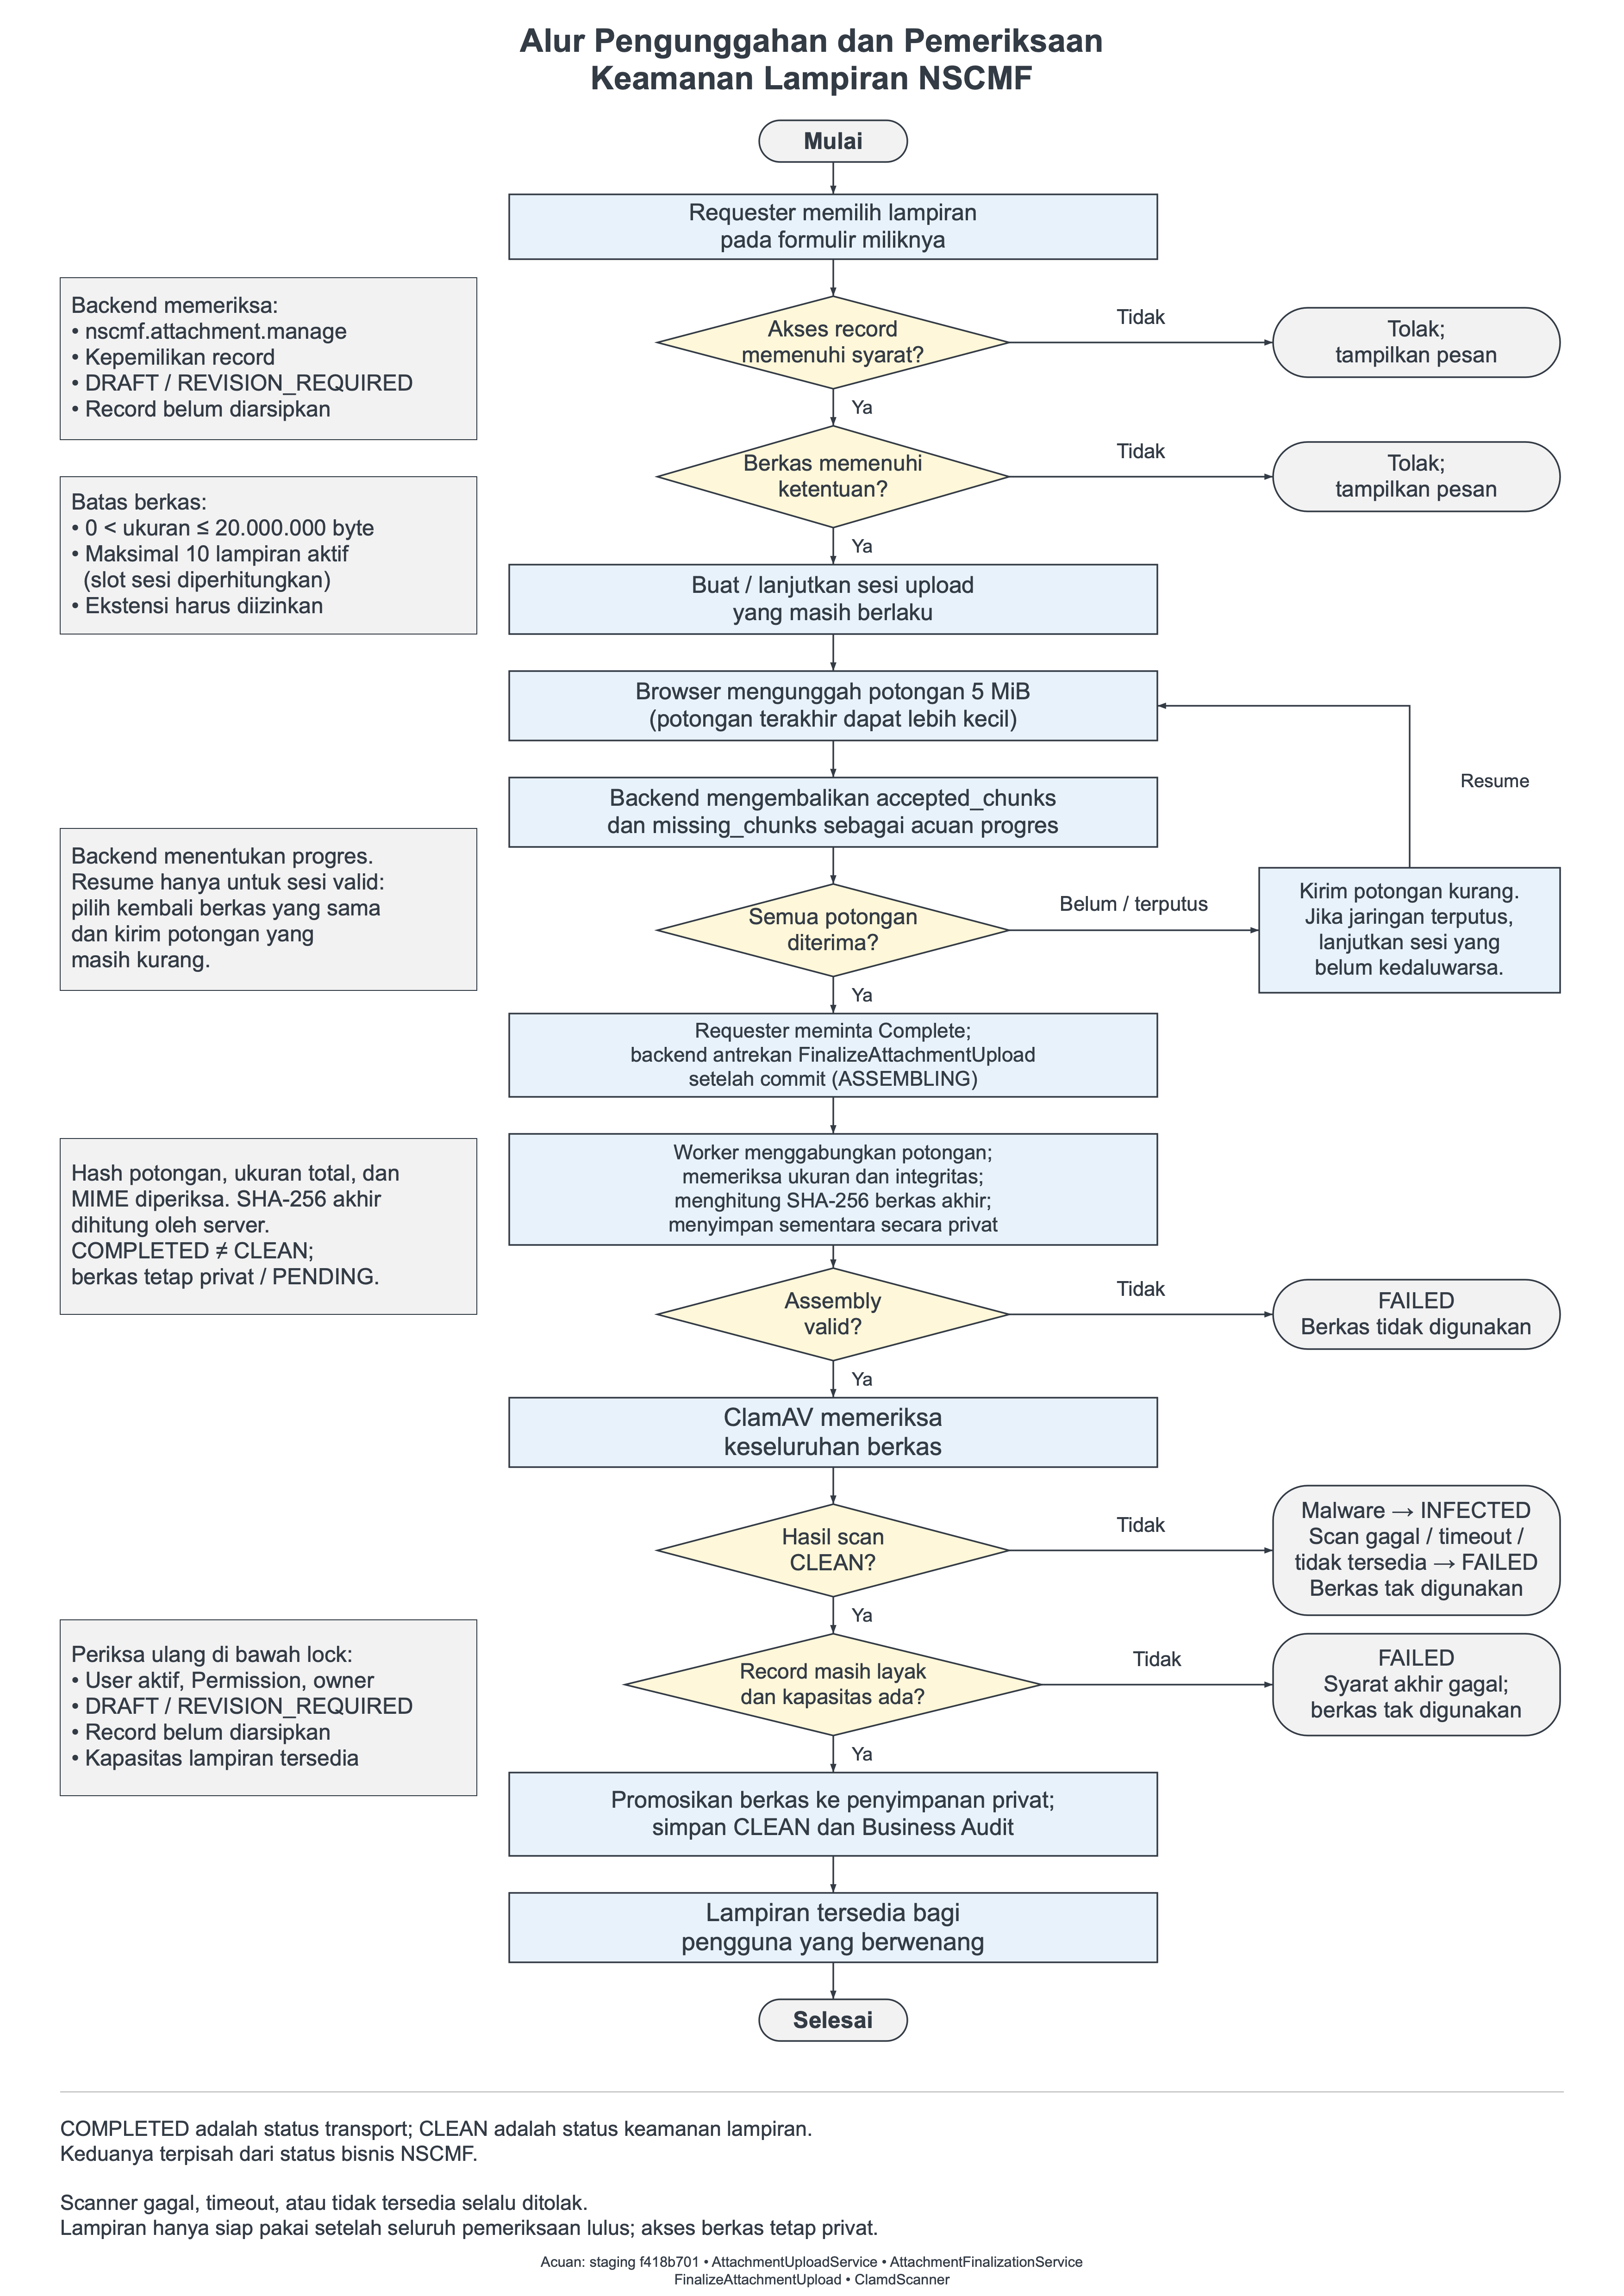 Alur Pengunggahan dan Pemeriksaan
Keamanan Lampiran NSCMF
Mulai
Requester memilih lampiran
pada formulir miliknya
Backend memeriksa:
• nscmf.attachment.manage
• Kepemilikan record
• DRAFT / REVISION_REQUIRED
• Record belum diarsipkan
Akses record
memenuhi syarat?
Tidak
Tolak;
tampilkan pesan
Ya
Batas berkas:
• 0 < ukuran ≤ 20.000.000 byte
• Maksimal 10 lampiran aktif
(slot sesi diperhitungkan)
• Ekstensi harus diizinkan
Berkas memenuhi
ketentuan?
Tidak
Tolak;
tampilkan pesan
Ya
Buat / lanjutkan sesi upload
yang masih berlaku
Browser mengunggah potongan 5 MiB
(potongan terakhir dapat lebih kecil)
Resume
Backend mengembalikan accepted_chunks
dan missing_chunks sebagai acuan progres
Backend menentukan progres.
Resume hanya untuk sesi valid:
pilih kembali berkas yang sama
dan kirim potongan yang
masih kurang.
Semua potongan
diterima?
Belum / terputus
Kirim potongan kurang.
Jika jaringan terputus,
lanjutkan sesi yang
belum kedaluwarsa.
Ya
Requester meminta Complete;
backend antrekan FinalizeAttachmentUpload
setelah commit (ASSEMBLING)
Hash potongan, ukuran total, dan
MIME diperiksa. SHA-256 akhir
dihitung oleh server.
COMPLETED ≠ CLEAN;
berkas tetap privat / PENDING.
Worker menggabungkan potongan;
memeriksa ukuran dan integritas;
menghitung SHA-256 berkas akhir;
menyimpan sementara secara privat
Assembly
valid?
Tidak
FAILED
Berkas tidak digunakan
Ya
ClamAV memeriksa
keseluruhan berkas
Hasil scan
CLEAN?
Tidak
Malware → INFECTED
Scan gagal / timeout /
tidak tersedia → FAILED
Berkas tak digunakan
Ya
Periksa ulang di bawah lock:
• User aktif, Permission, owner
• DRAFT / REVISION_REQUIRED
• Record belum diarsipkan
• Kapasitas lampiran tersedia
Record masih layak
dan kapasitas ada?
Tidak
FAILED
Syarat akhir gagal;
berkas tak digunakan
Ya
Promosikan berkas ke penyimpanan privat;
simpan CLEAN dan Business Audit
Lampiran tersedia bagi
pengguna yang berwenang
Selesai
COMPLETED adalah status transport; CLEAN adalah status keamanan lampiran.
Keduanya terpisah dari status bisnis NSCMF.
Scanner gagal, timeout, atau tidak tersedia selalu ditolak.
Lampiran hanya siap pakai setelah seluruh pemeriksaan lulus; akses berkas tetap privat.
Acuan: staging f418b701 • AttachmentUploadService • AttachmentFinalizationService
FinalizeAttachmentUpload • ClamdScanner